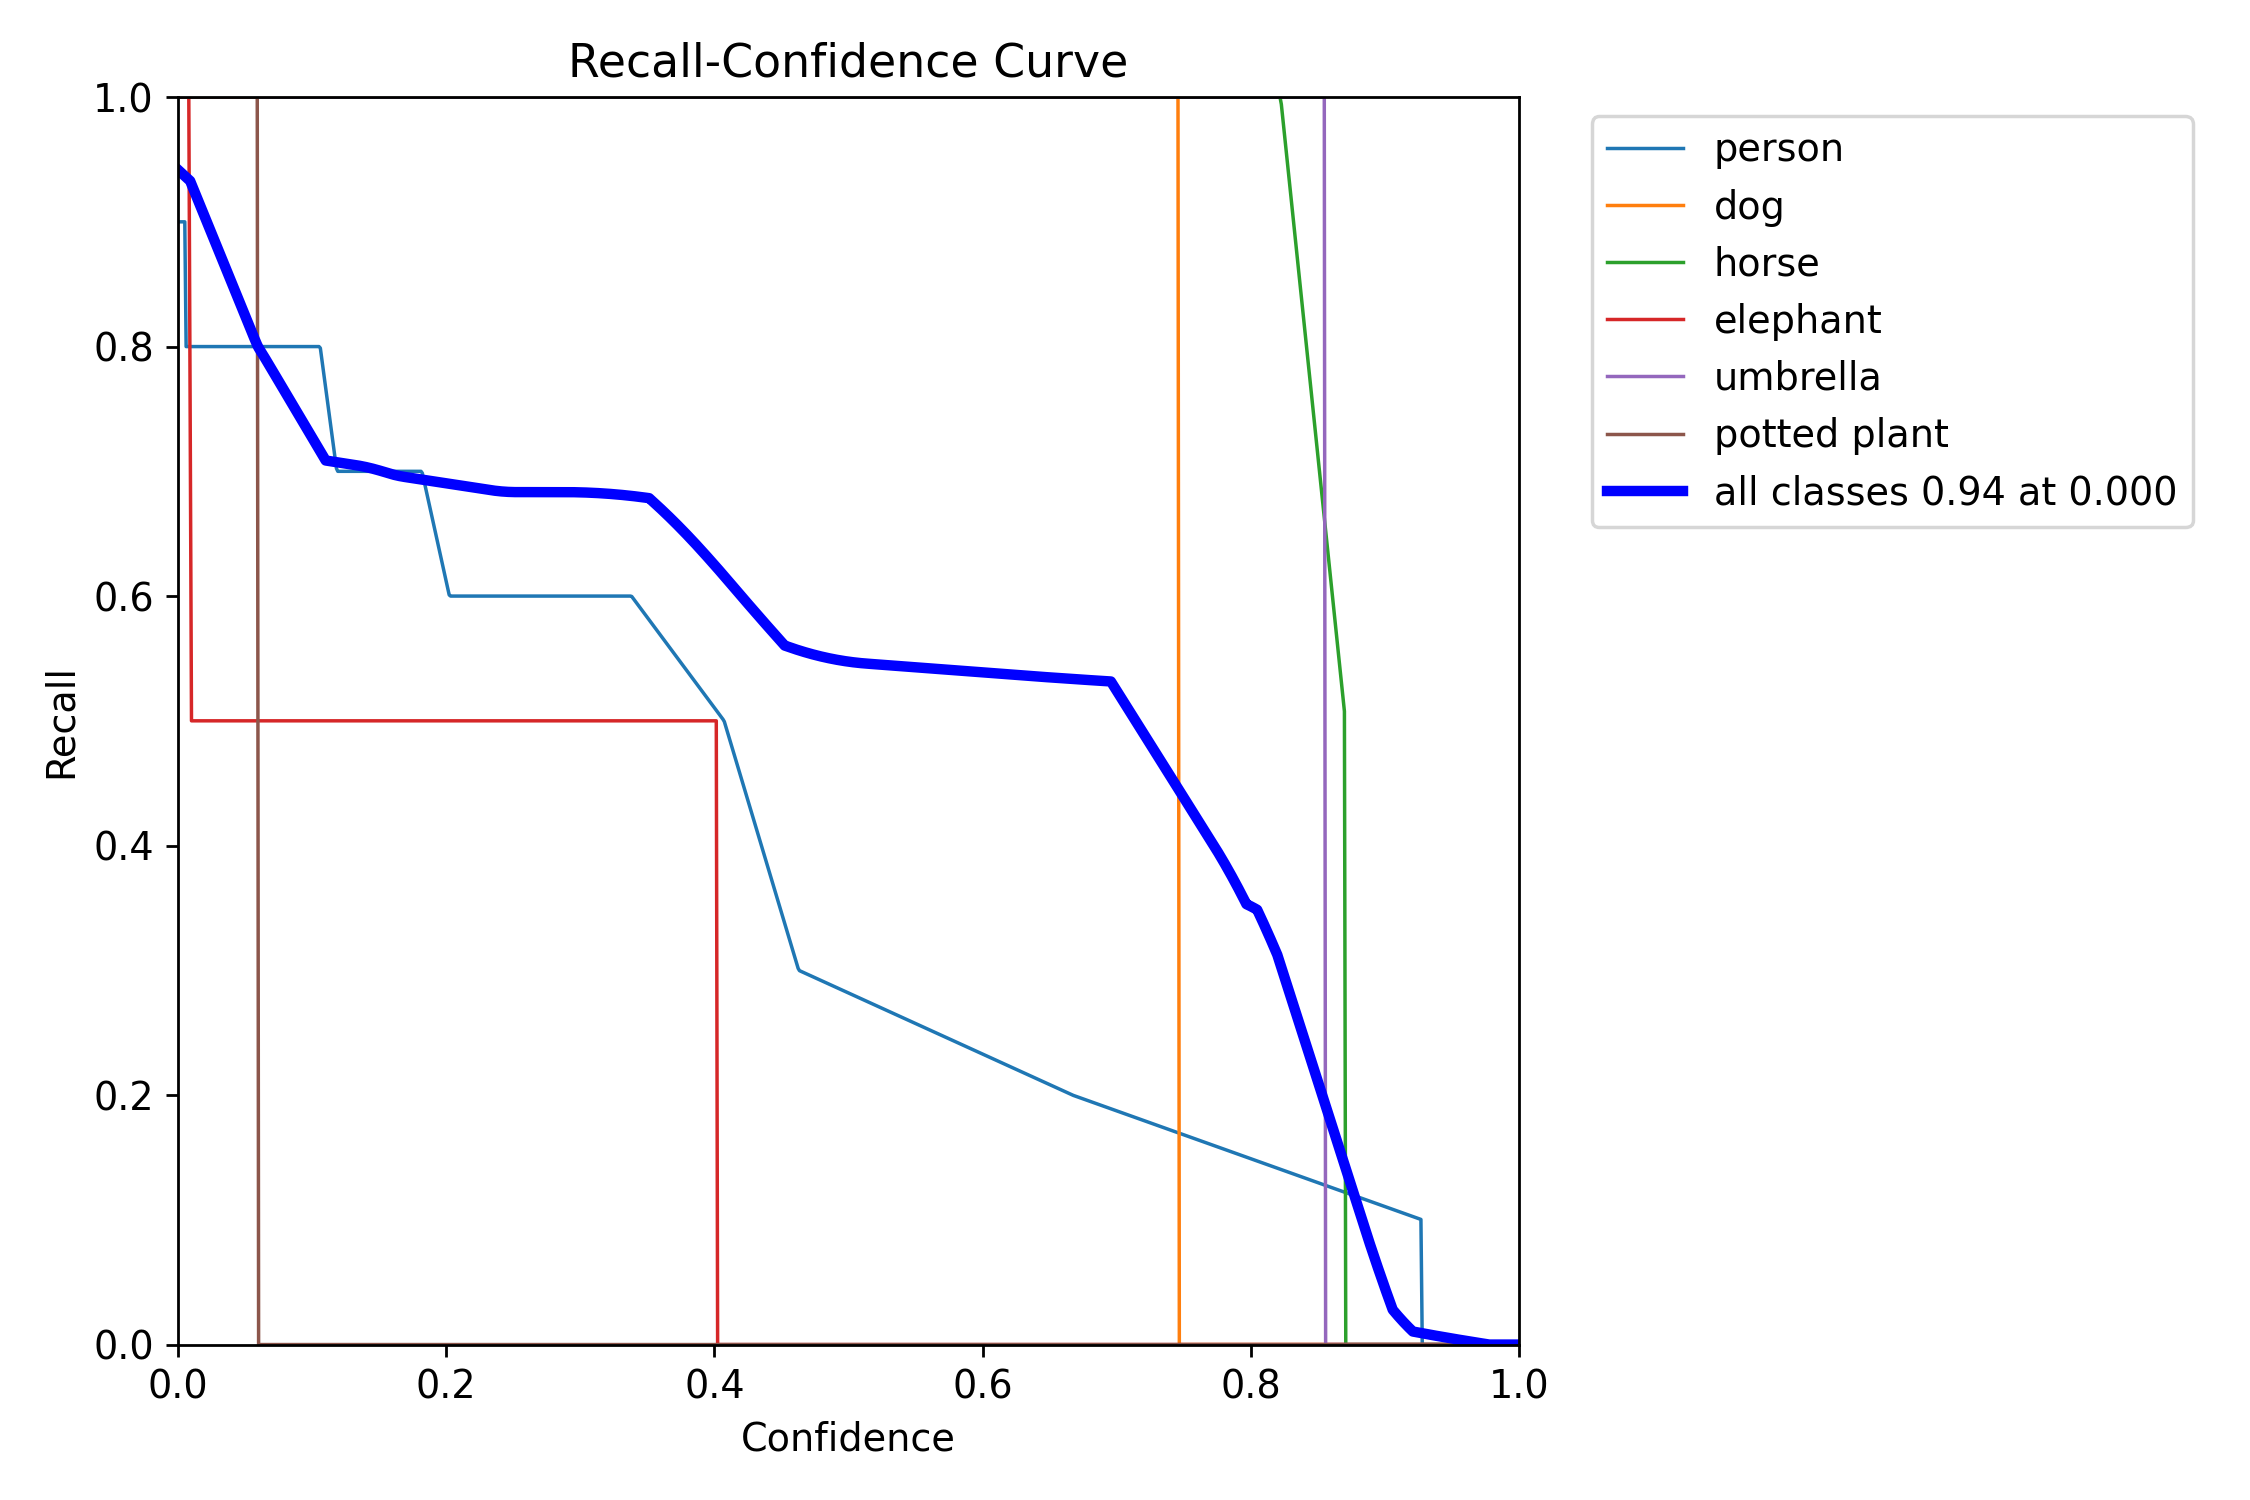 Recall-Confidence Curve
1.0
0.8
0.6
0.4
0.2
0.0
Recall
0.0 0.2 0.4 0.6 0.8 1.0
Confidence
person
dog
horse
elephant
umbrella
potted plant
all classes 0.94 at 0.000